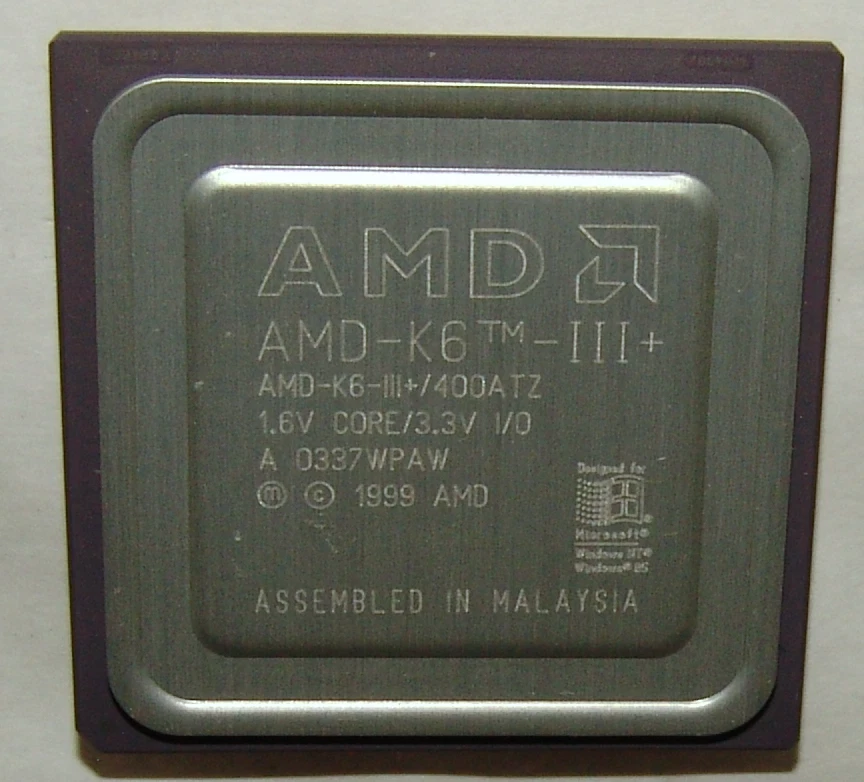 AMD
AMD-K6™-III+
AMD-K6-III+/400ATZ
1.6V CORE/3.3V I/O
A 0337WPAW
ⓜ © 1999 AMD
Designed for
Microsoft®
Windows NT®
Windows® 95
ASSEMBLED IN MALAYSIA